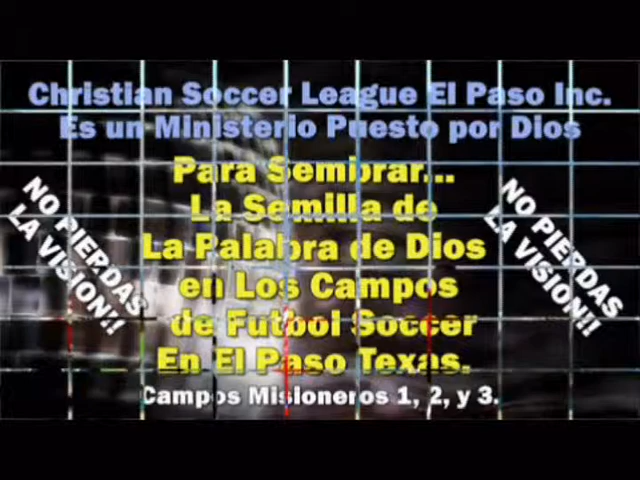 Christian Soccer League El Paso Inc.
Es un Ministerio Puesto por Dios
Para Sembrar...
La Semilla de
La Palabra de Dios
en Los Campos
de Futbol Soccer
En El Paso Texas.
Campos Misioneros 1, 2, y 3.
NO PIERDAS
LA VISION!!
NO PIERDAS
LA VISION!!